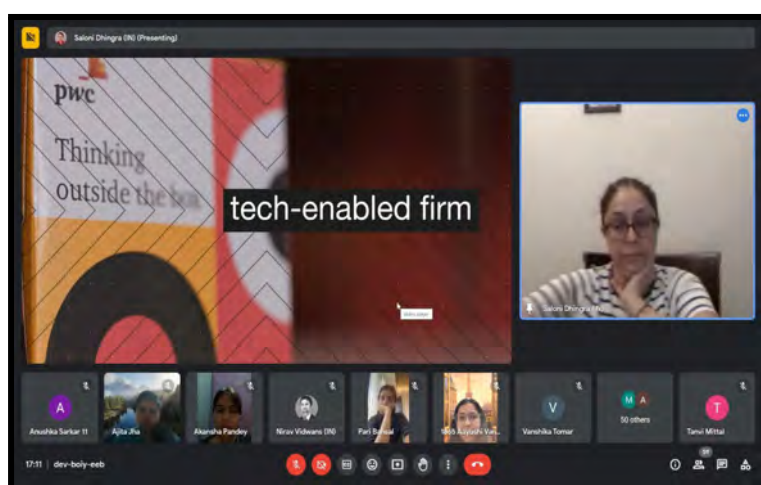 Saloni Dhingra (IN) (Presenting)
pwc
Thinking
outside the box
tech-enabled firm
Saloni Dhingra
A
Anushka Sarkar 11
Ajita Jha
Akansha Pandey
Nirav Vidwans (IN)
Pari Bansal
V
Vanshika Tomar
M A
50 others
T
Tanvi Mittal
17:11 | dev-boiy-eeb